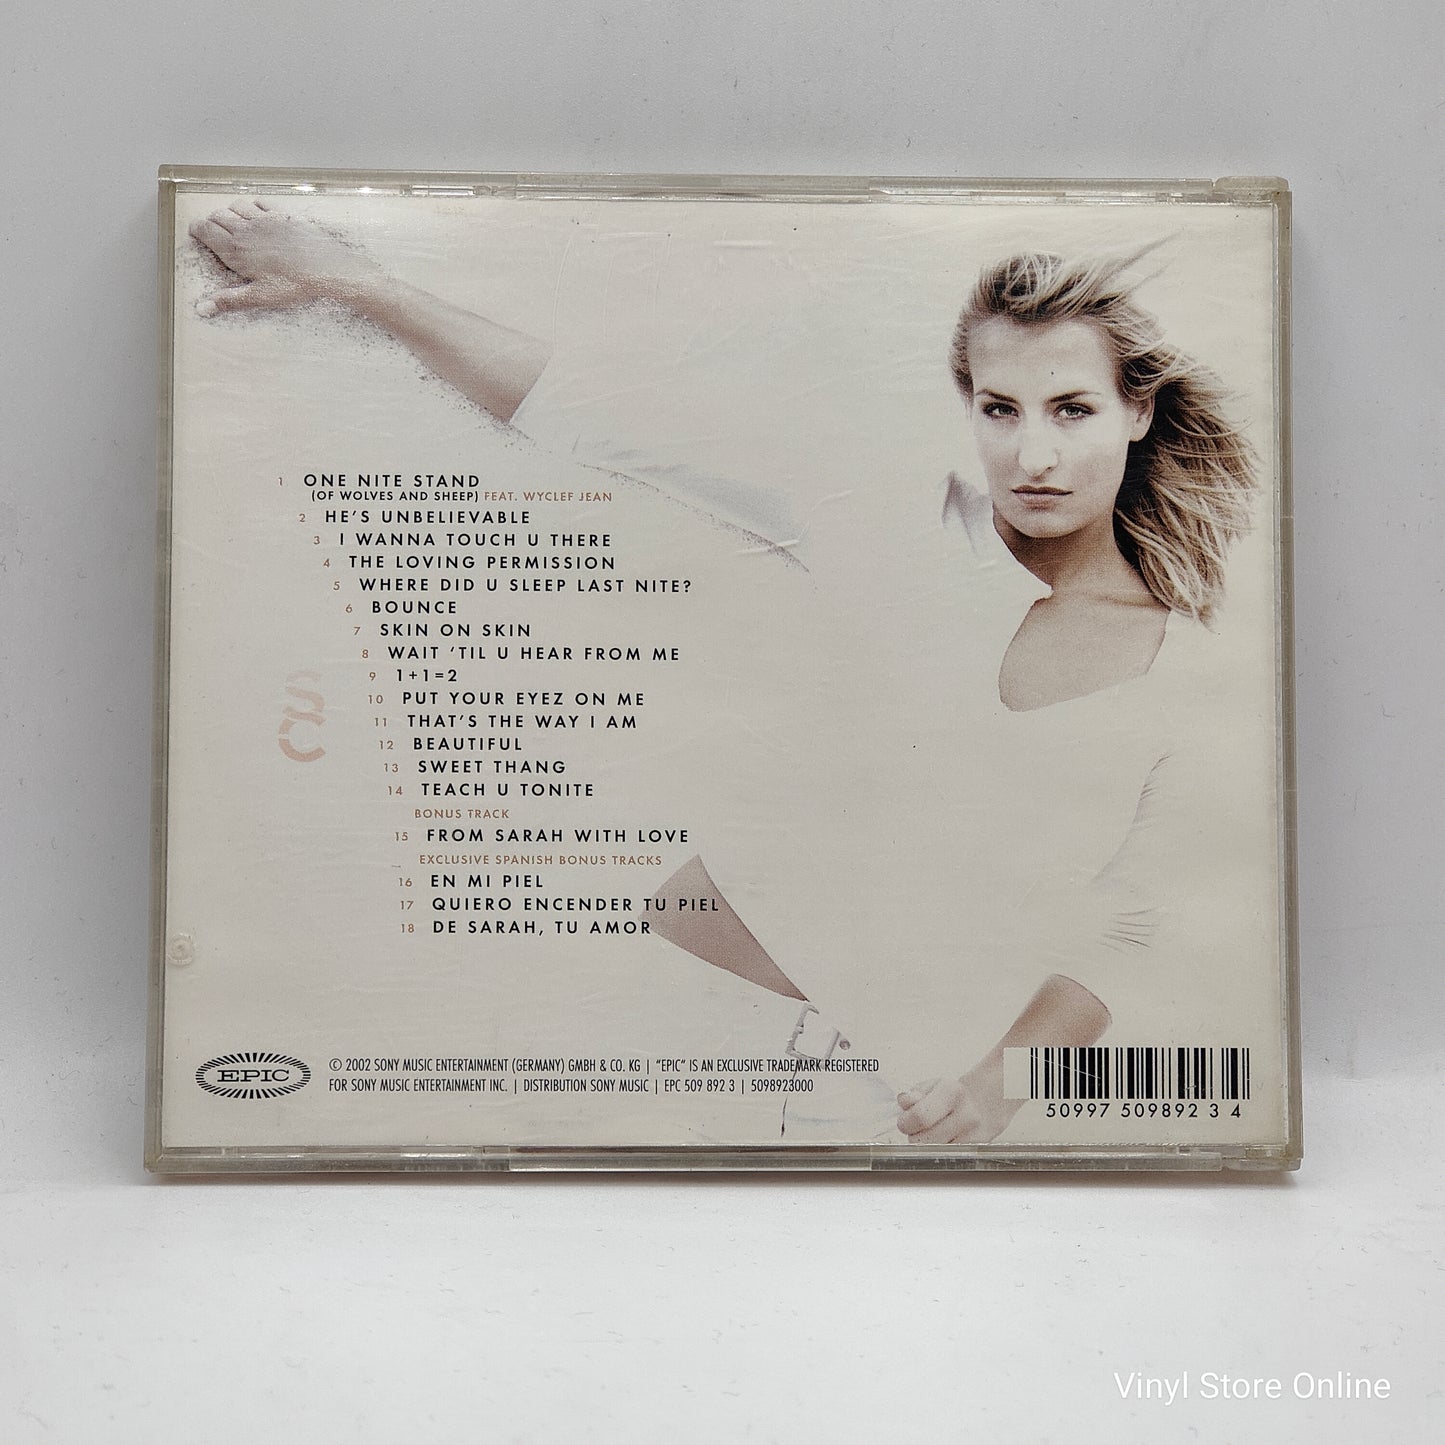 1 ONE NITE STAND
(OF WOLVES AND SHEEP) FEAT. WYCLEF JEAN
2 HE'S UNBELIEVABLE
3 I WANNA TOUCH U THERE
4 THE LOVING PERMISSION
5 WHERE DID U SLEEP LAST NITE?
6 BOUNCE
7 SKIN ON SKIN
8 WAIT 'TIL U HEAR FROM ME
9 1+1=2
10 PUT YOUR EYEZ ON ME
11 THAT'S THE WAY I AM
12 BEAUTIFUL
13 SWEET THANG
14 TEACH U TONITE
BONUS TRACK
15 FROM SARAH WITH LOVE
EXCLUSIVE SPANISH BONUS TRACKS
16 EN MI PIEL
17 QUIERO ENCENDER TU PIEL
18 DE SARAH, TU AMOR
EPIC
© 2002 SONY MUSIC ENTERTAINMENT (GERMANY) GMBH & CO. KG | "EPIC" IS AN EXCLUSIVE TRADEMARK REGISTERED
FOR SONY MUSIC ENTERTAINMENT INC. | DISTRIBUTION SONY MUSIC | EPC 509 892 3 | 5098923000
50997 509892 3 4
Vinyl Store Online